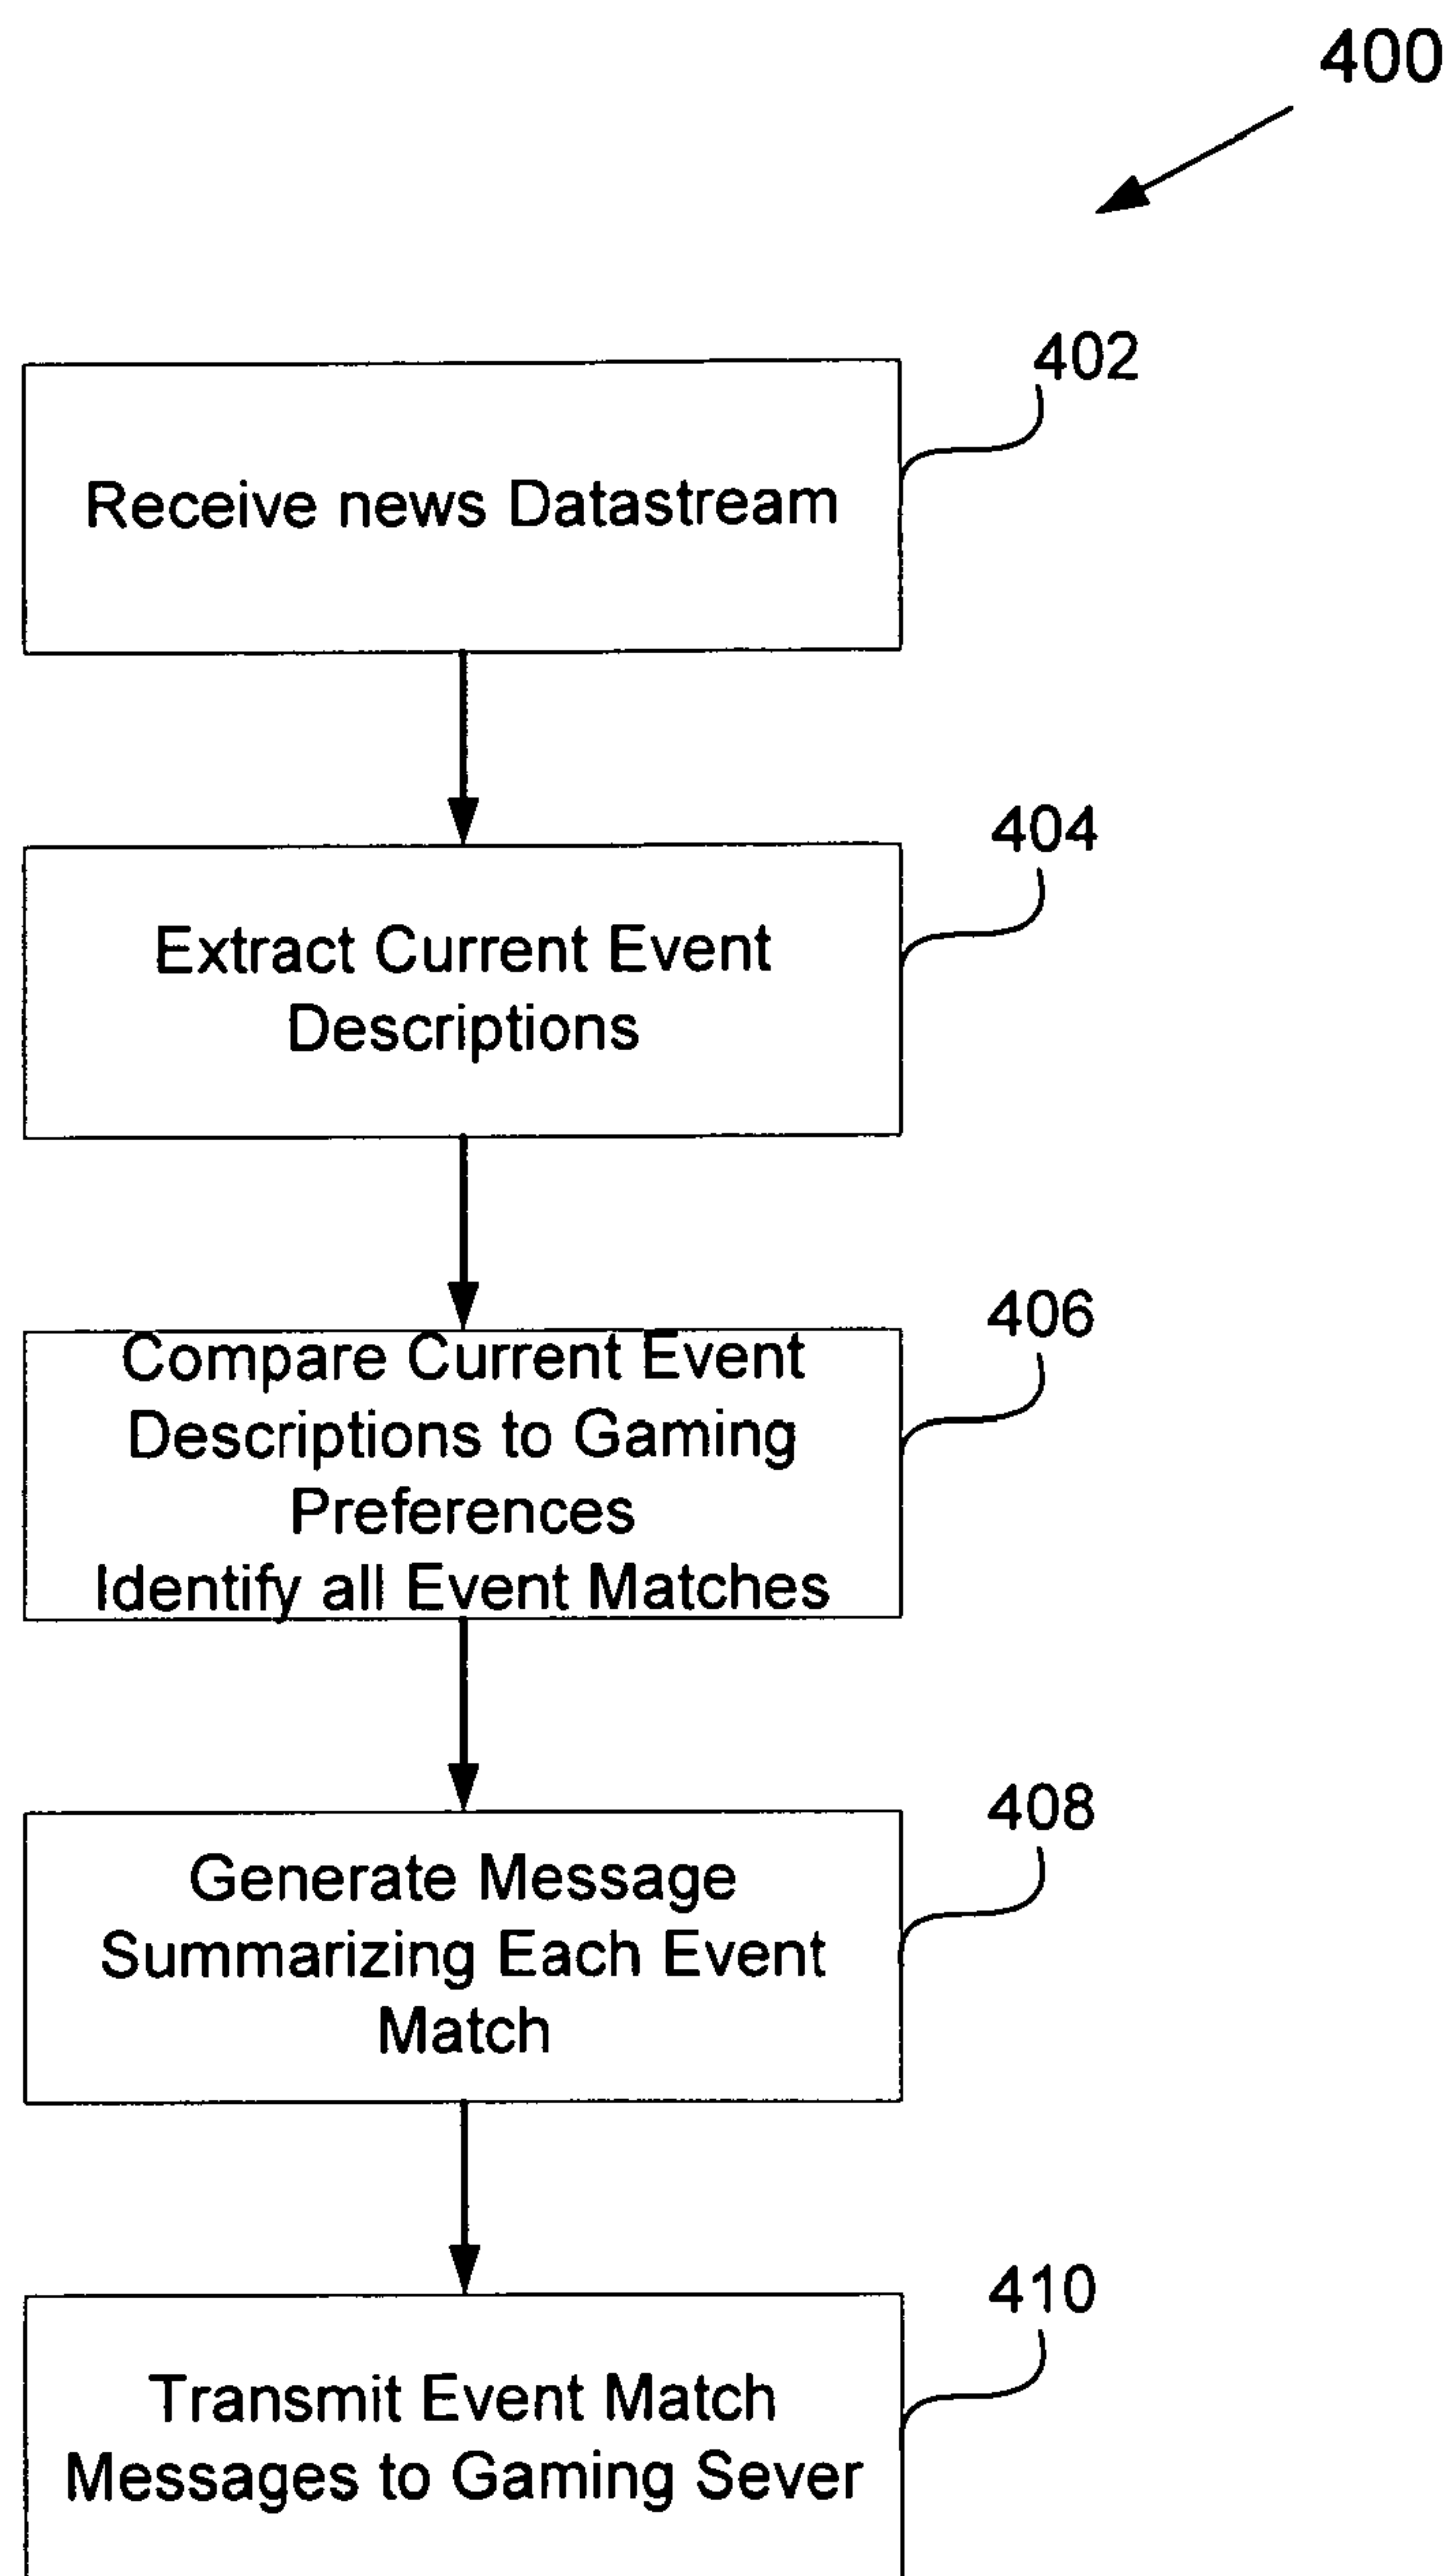 400
402
Receive news Datastream
404
Extract Current Event
Descriptions
406
Compare Current Event
Descriptions to Gaming
Preferences
Identify all Event Matches
408
Generate Message
Summarizing Each Event
Match
410
Transmit Event Match
Messages to Gaming Sever